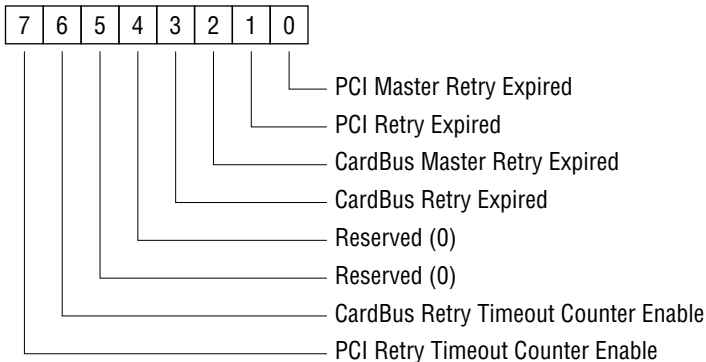 7 6 5 4 3 2 1 0
PCI Master Retry Expired
PCI Retry Expired
CardBus Master Retry Expired
CardBus Retry Expired
Reserved (0)
Reserved (0)
CardBus Retry Timeout Counter Enable
PCI Retry Timeout Counter Enable